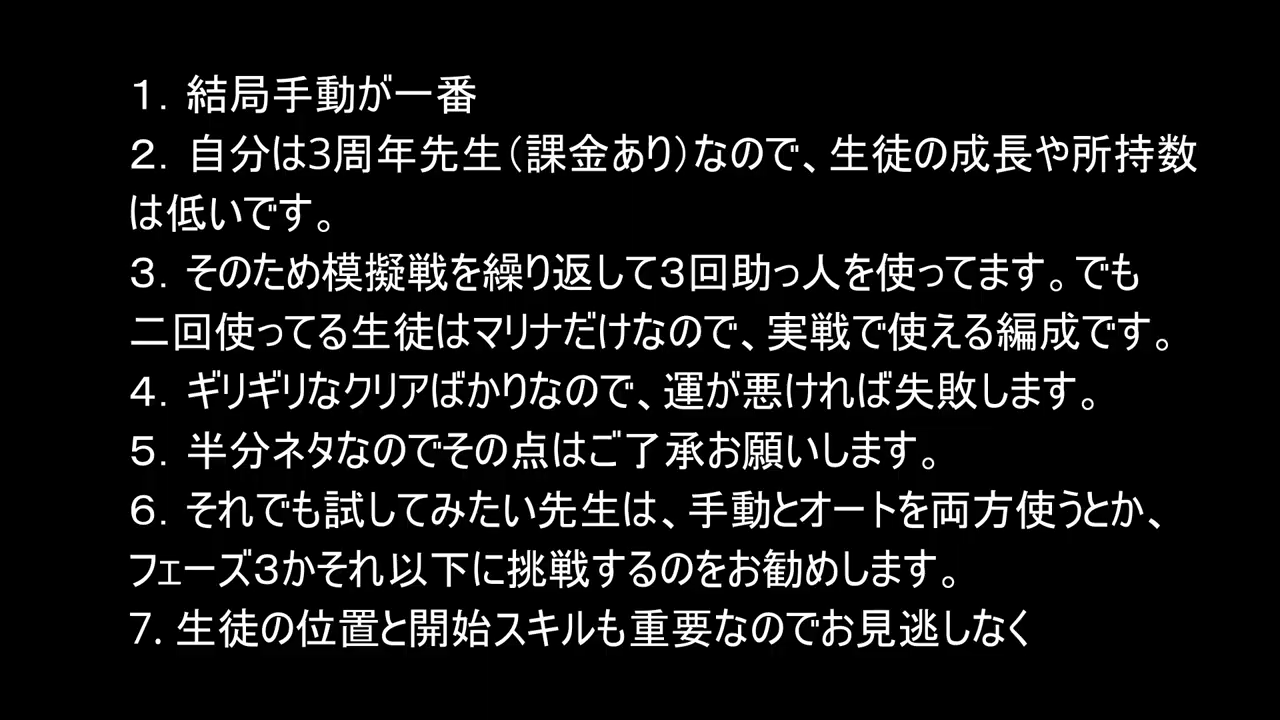 １．結局手動が一番
２．自分は3周年先生（課金あり）なので、生徒の成長や所持数
は低いです。
３．そのため模擬戦を繰り返して３回助っ人を使ってます。でも
二回使ってる生徒はマリナだけなので、実戦で使える編成です。
４．ギリギリなクリアばかりなので、運が悪ければ失敗します。
５．半分ネタなのでその点はご了承お願いします。
６．それでも試してみたい先生は、手動とオートを両方使うとか、
フェーズ３かそれ以下に挑戦するのをお勧めします。
7. 生徒の位置と開始スキルも重要なのでお見逃しなく